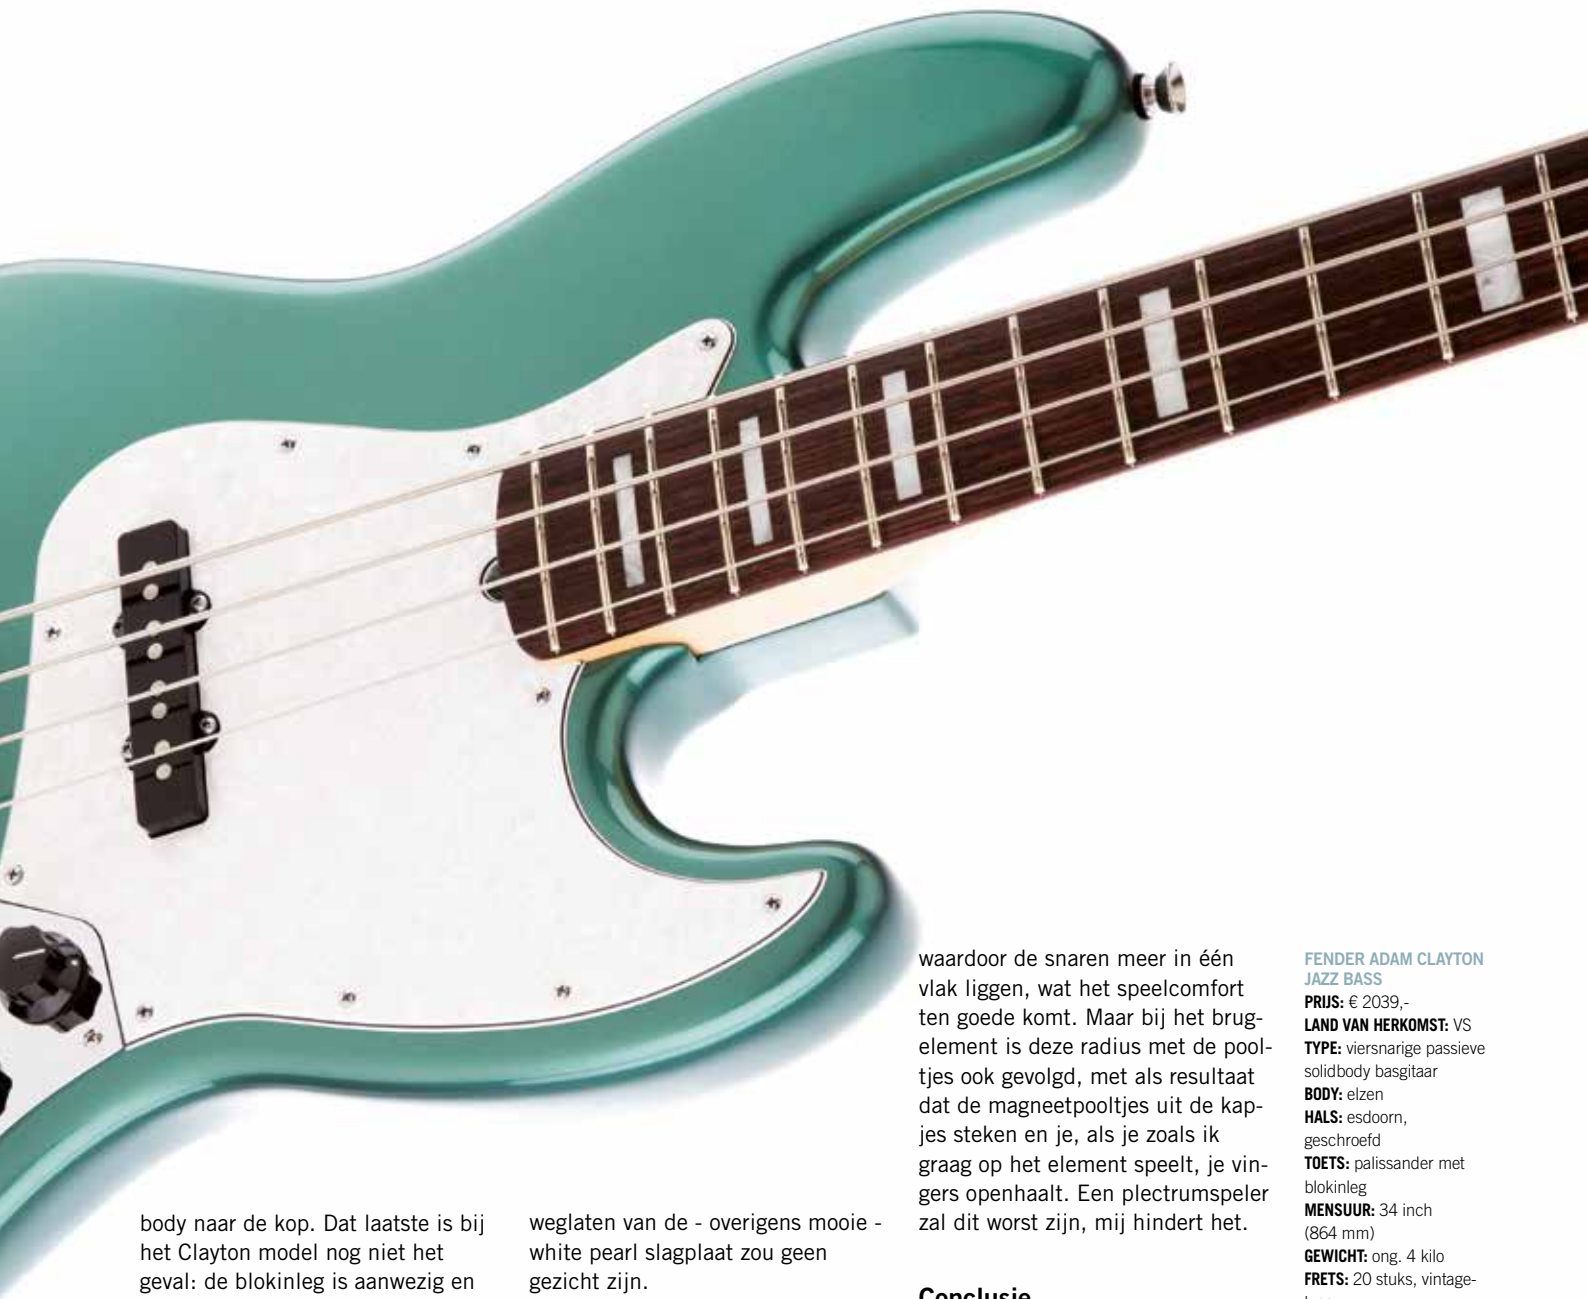 body naar de kop. Dat laatste is bij
het Clayton model nog niet het
geval: de blokinleg is aanwezig en
weglaten van de - overigens mooie -
white pearl slagplaat zou geen
gezicht zijn.
waardoor de snaren meer in één
vlak liggen, wat het speelcomfort
ten goede komt. Maar bij het brug-
element is deze radius met de pool-
tjes ook gevolgd, met als resultaat
dat de magneetpooltjes uit de kap-
jes steken en je, als je zoals ik
graag op het element speelt, je vin-
gers openhaalt. Een plectrumspeler
zal dit worst zijn, mij hindert het.
Conclusie
FENDER ADAM CLAYTON
JAZZ BASS
PRIJS: € 2039,-
LAND VAN HERKOMST: VS
TYPE: viersnarige passieve
solidbody basgitaar
BODY: elzen
HALS: esdoorn,
geschroefd
TOETS: palissander met
blokinleg
MENSUUR: 34 inch
(864 mm)
GEWICHT: ong. 4 kilo
FRETS: 20 stuks, vintage-